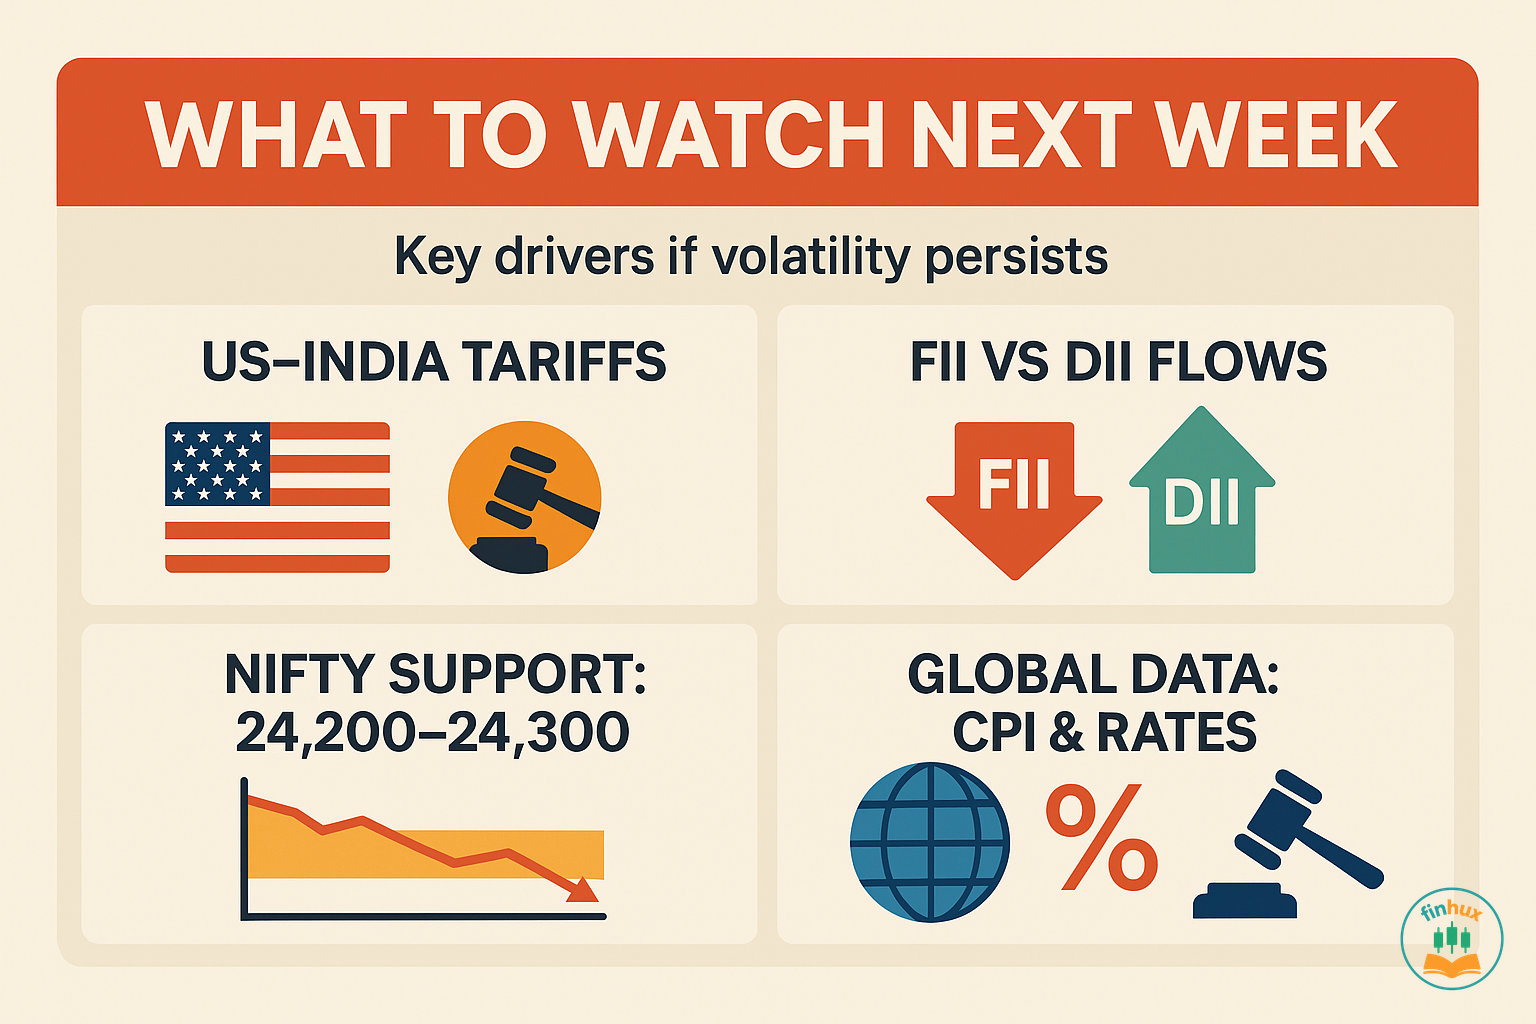 WHAT TO WATCH NEXT WEEK
Key drivers if volatility persists
US–INDIA TARIFFS
FII VS DII FLOWS
FII
DII
NIFTY SUPPORT:
24,200–24,300
GLOBAL DATA:
CPI & RATES
%
finhux